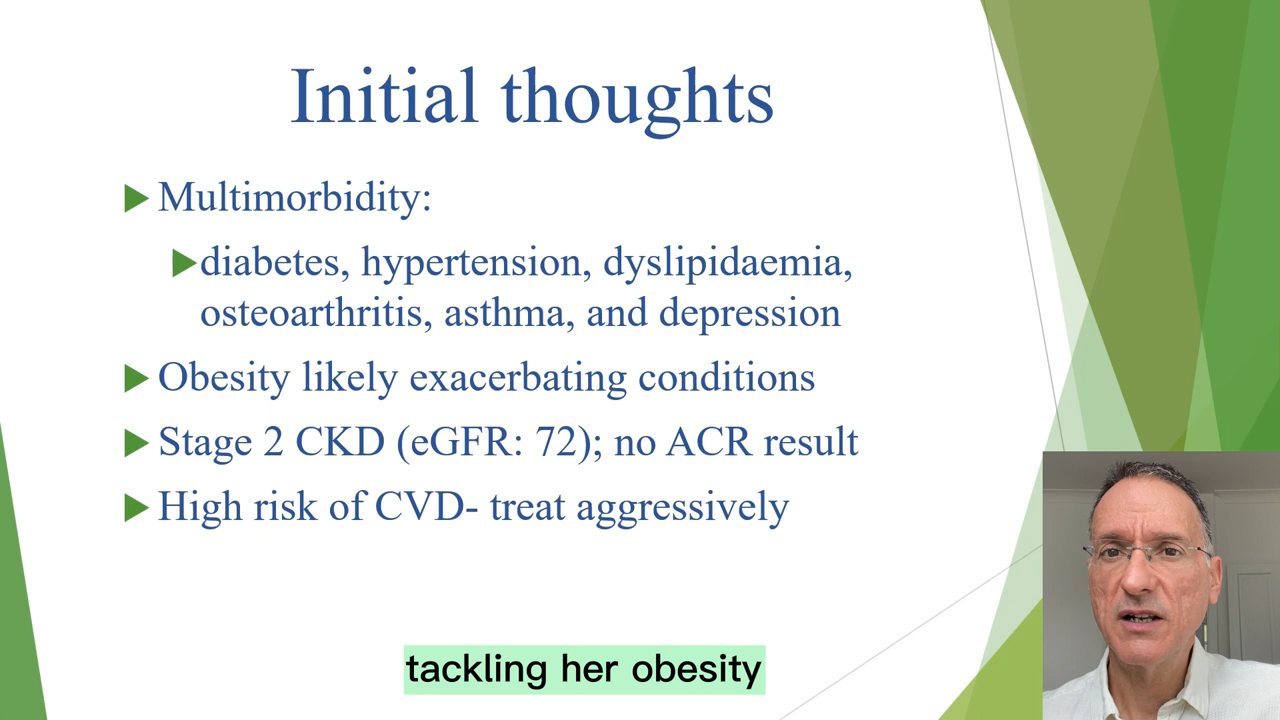 Initial thoughts
Multimorbidity:
diabetes, hypertension, dyslipidaemia,
osteoarthritis, asthma, and depression
Obesity likely exacerbating conditions
Stage 2 CKD (eGFR: 72); no ACR result
High risk of CVD- treat aggressively
tackling her obesity